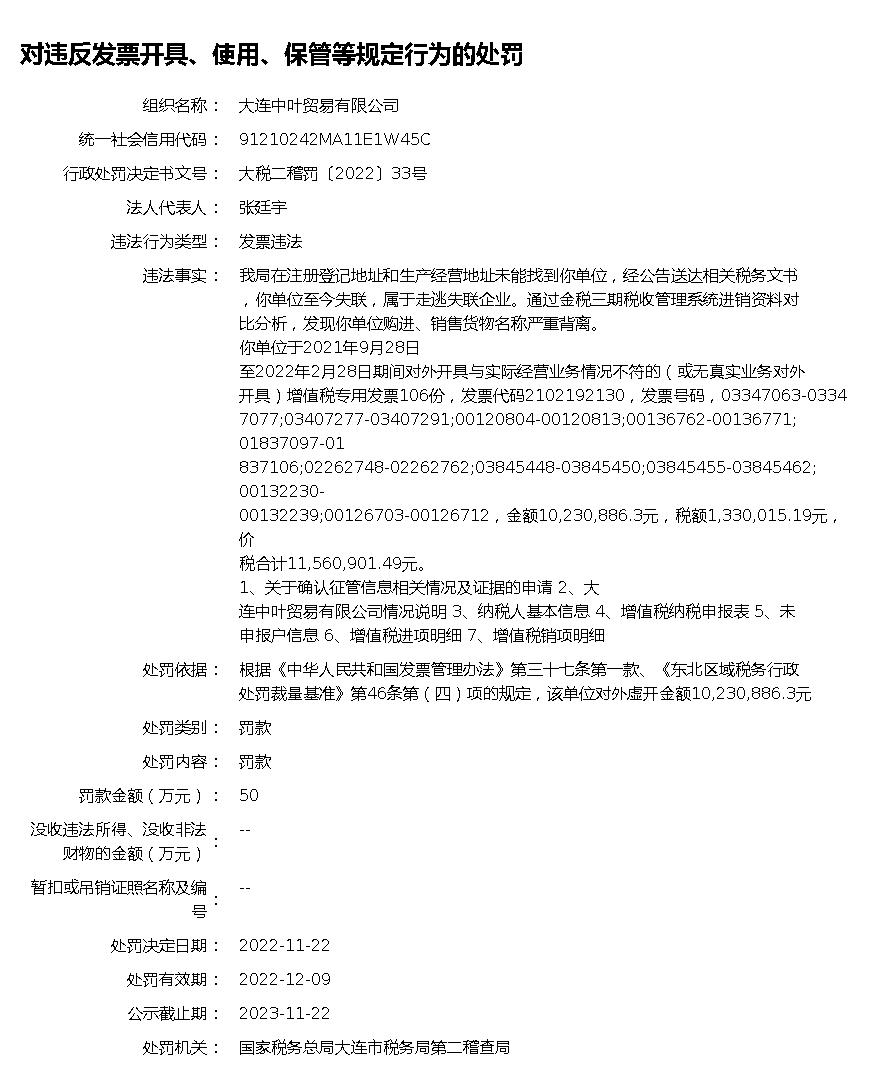 对违反发票开具、使用、保管等规定行为的处罚
组织名称： 大连中叶贸易有限公司
统一社会信用代码： 91210242MA11E1W45C
行政处罚决定书文号： 大税二稽罚〔2022〕33号
法人代表人： 张廷宇
违法行为类型： 发票违法
违法事实： 我局在注册登记地址和生产经营地址未能找到你单位，经公告送达相关税务文书
，你单位至今失联，属于走逃失联企业。通过金税三期税收管理系统进销资料对
比分析，发现你单位购进、销售货物名称严重背离。
你单位于2021年9月28日
至2022年2月28日期间对外开具与实际经营业务情况不符的（或无真实业务对外
开具）增值税专用发票106份，发票代码2102192130，发票号码，03347063-0334
7077;03407277-03407291;00120804-00120813;00136762-00136771;
01837097-01
837106;02262748-02262762;03845448-03845450;03845455-03845462;
00132230-
00132239;00126703-00126712，金额10,230,886.3元，税额1,330,015.19元，
价
税合计11,560,901.49元。
1、关于确认征管信息相关情况及证据的申请 2、大
连中叶贸易有限公司情况说明 3、纳税人基本信息 4、增值税纳税申报表 5、未
申报户信息 6、增值税进项明细 7、增值税销项明细
处罚依据： 根据《中华人民共和国发票管理办法》第三十七条第一款、《东北区域税务行政
处罚裁量基准》第46条第（四）项的规定，该单位对外虚开金额10,230,886.3元
处罚类别： 罚款
处罚内容： 罚款
罚款金额（万元）： 50
没收违法所得、没收非法
财物的金额（万元）： --
暂扣或吊销证照名称及编
号： --
处罚决定日期： 2022-11-22
处罚有效期： 2022-12-09
公示截止期： 2023-11-22
处罚机关： 国家税务总局大连市税务局第二稽查局